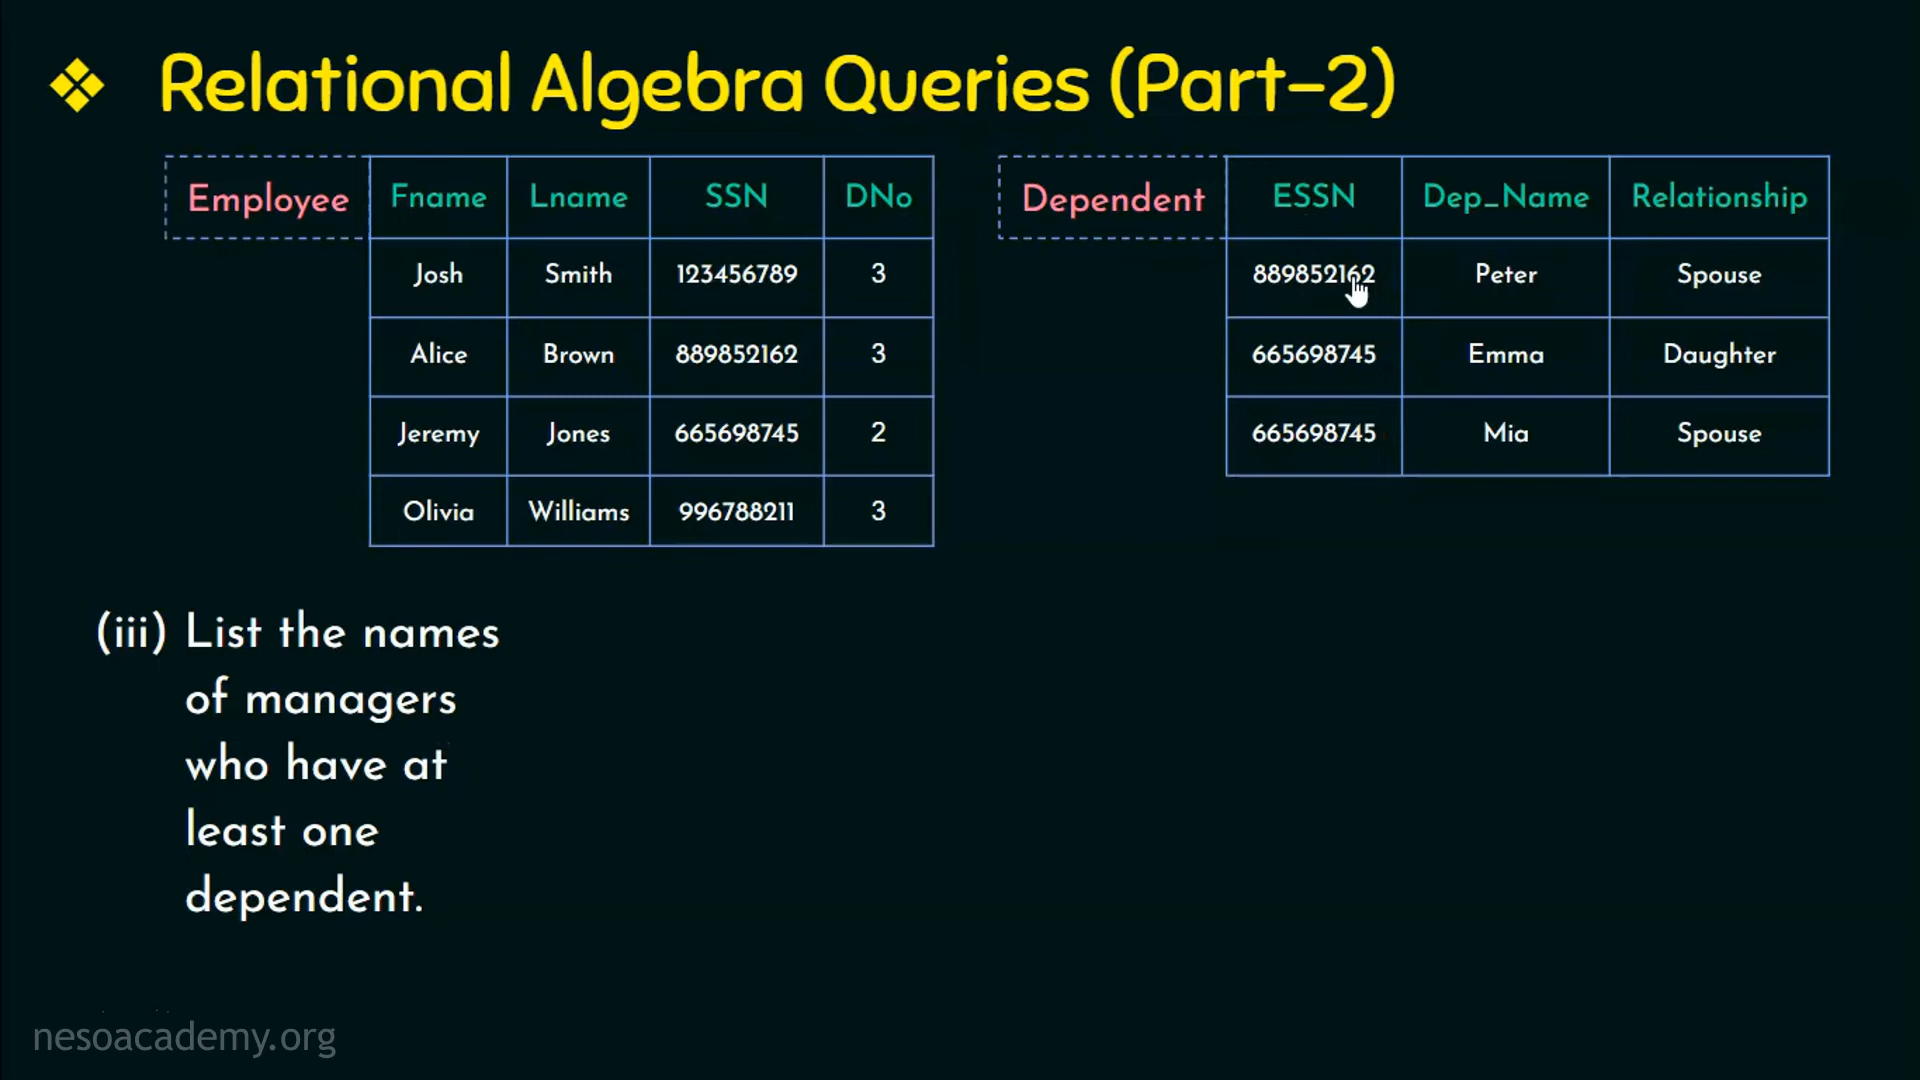 ❖ Relational Algebra Queries (Part-2)
Employee Fname Lname SSN DNo
Josh Smith 123456789 3
Alice Brown 889852162 3
Jeremy Jones 665698745 2
Olivia Williams 996788211 3
Dependent ESSN Dep_Name Relationship
889852162 Peter Spouse
665698745 Emma Daughter
665698745 Mia Spouse
(iii) List the names
of managers
who have at
least one
dependent.
nesoacademy.org